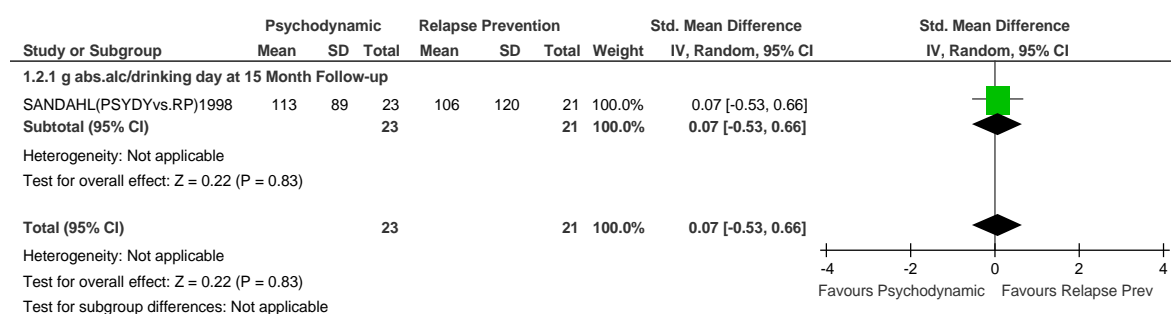 Psychodynamic Relapse Prevention Std. Mean Difference Std. Mean Difference
Study or Subgroup Mean SD Total Mean SD Total Weight IV, Random, 95% CI IV, Random, 95% CI
1.2.1 g abs.alc/drinking day at 15 Month Follow-up
SANDAHL(PSYDYvs.RP)1998 113 89 23 106 120 21 100.0% 0.07 [-0.53, 0.66]
Subtotal (95% CI) 23 21 100.0% 0.07 [-0.53, 0.66]
Heterogeneity: Not applicable
Test for overall effect: Z = 0.22 (P = 0.83)
Total (95% CI) 23 21 100.0% 0.07 [-0.53, 0.66]
Heterogeneity: Not applicable
Test for overall effect: Z = 0.22 (P = 0.83)
Test for subgroup differences: Not applicable
-4 -2 0 2 4
Favours Psychodynamic Favours Relapse Prev